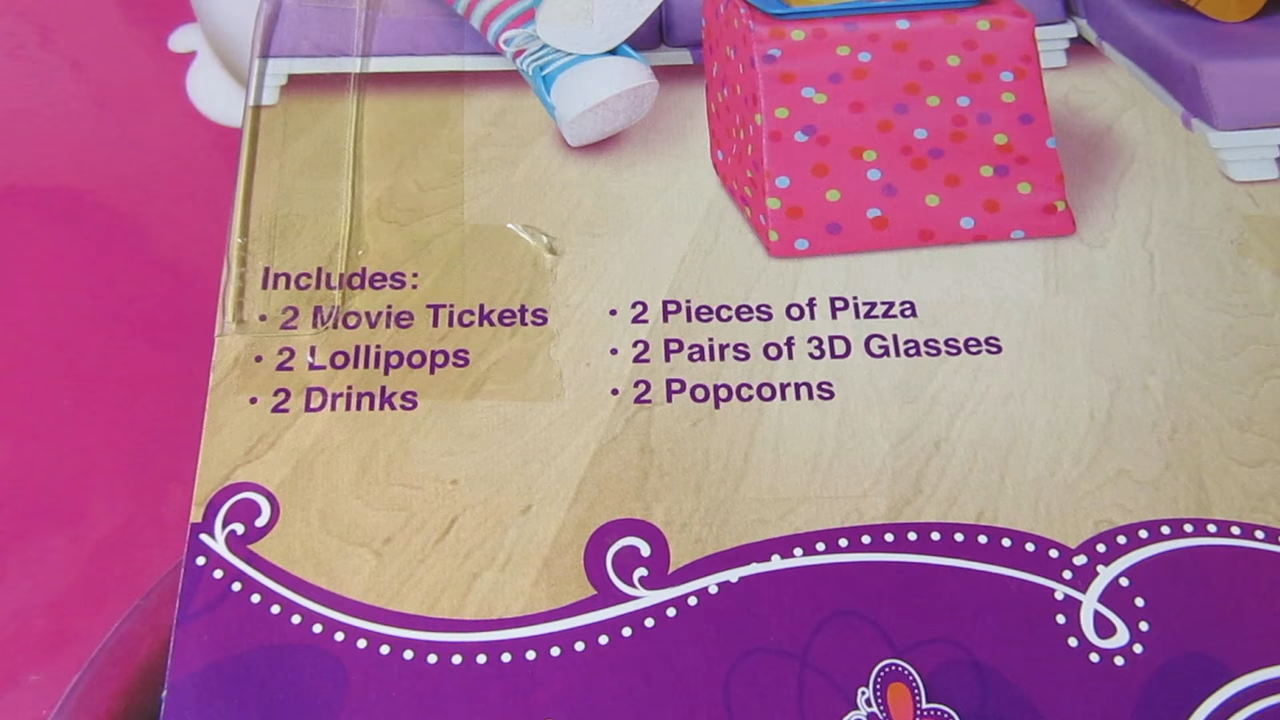 Includes:
• 2 Movie Tickets
• 2 Lollipops
• 2 Drinks
• 2 Pieces of Pizza
• 2 Pairs of 3D Glasses
• 2 Popcorns